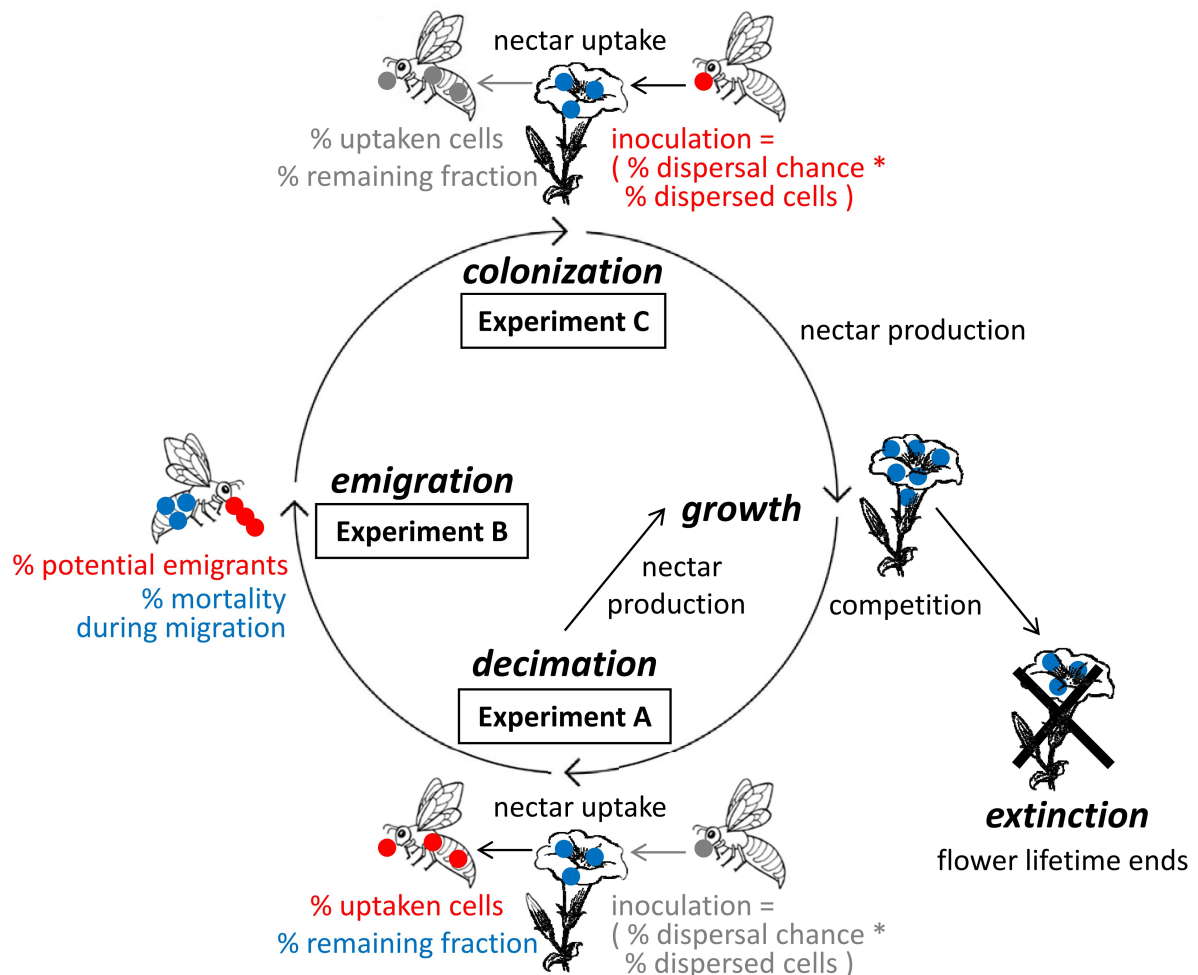 nectar uptake
% uptaken cells
% remaining fraction
inoculation =
( % dispersal chance *
% dispersed cells )
colonization
Experiment C
nectar production
emigration
Experiment B
growth
% potential emigrants
% mortality
during migration
nectar
production
competition
decimation
Experiment A
nectar uptake
extinction
flower lifetime ends
% uptaken cells
% remaining fraction
inoculation =
( % dispersal chance *
% dispersed cells )